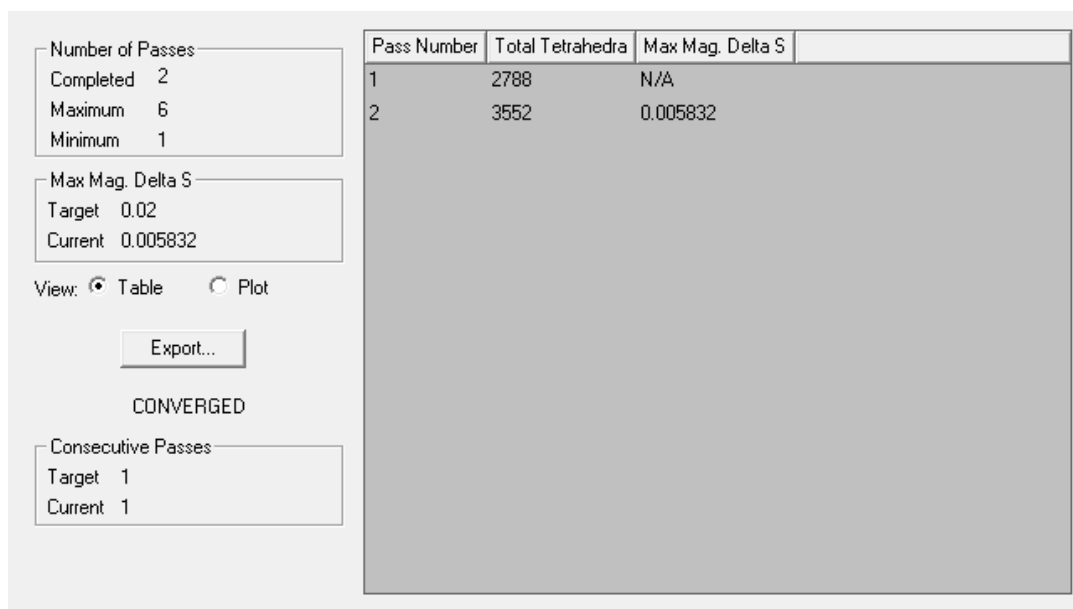 Number of Passes
Completed 2
Maximum 6
Minimum 1
Max Mag. Delta S
Target 0.02
Current 0.005832
View: Table Plot
Export...
CONVERGED
Consecutive Passes
Target 1
Current 1
Pass Number Total Tetrahedra Max Mag. Delta S
1 2788 N/A
2 3552 0.005832